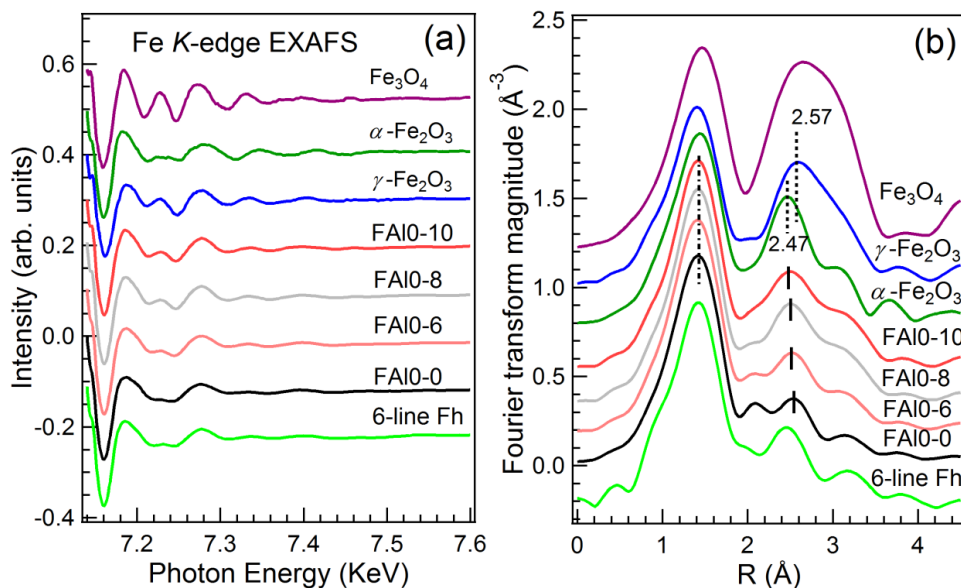 Fe K-edge EXAFS
(a)
Fe3O4
α-Fe2O3
γ-Fe2O3
FAl0-10
FAl0-8
FAl0-6
FAl0-0
6-line Fh
Intensity (arb. units)
0.6
0.4
0.2
0.0
-0.2
-0.4
7.2
7.3
7.4
7.5
7.6
Photon Energy (KeV)
(b)
2.57
2.47
Fe3O4
γ-Fe2O3
α-Fe2O3
FAl0-10
FAl0-8
FAl0-6
FAl0-0
6-line Fh
Fourier transform magnitude (Å-3)
2.5
2.0
1.5
1.0
0.5
0.0
0
1
2
3
4
R (Å)